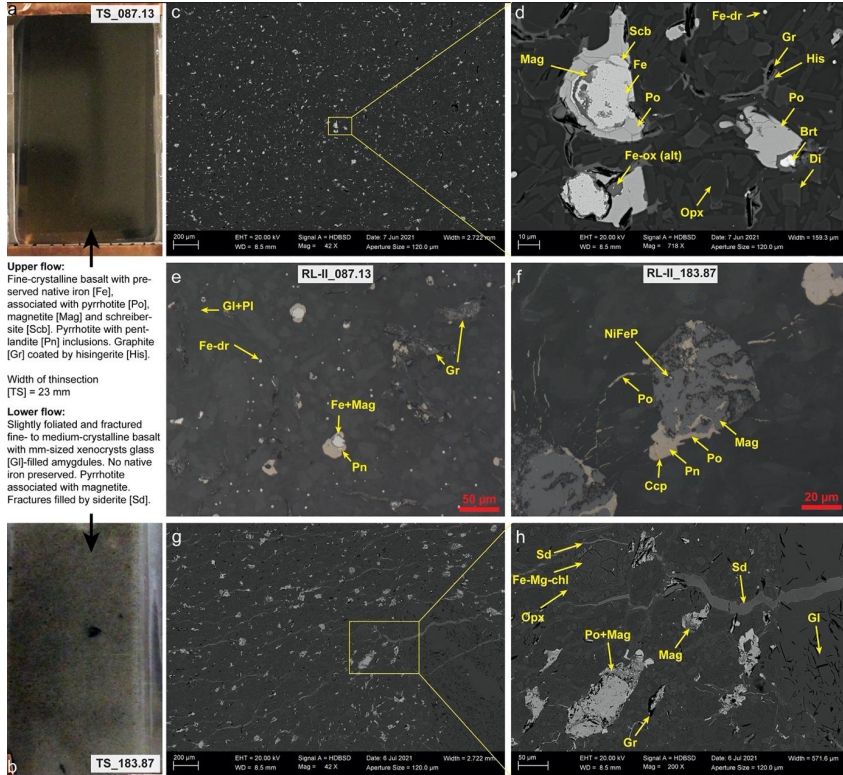 a
TS_087.13
Upper flow:
Fine-crystalline basalt with pre-
served native iron [Fe],
associated with pyrrhotite [Po],
magnetite [Mag] and schreiber-
site [Scb]. Pyrrhotite with pent-
landite [Pn] inclusions. Graphite
[Gr] coated by hisingerite [His].
Width of thinsection
[TS] = 23 mm
Lower flow:
Slightly foliated and fractured
fine- to medium-crystalline basalt
with mm-sized xenocrysts glass
[Gl]-filled amygdules. No native
iron preserved. Pyrrhotite
associated with magnetite.
Fractures filled by siderite [Sd].
b
TS_183.87
c
200 µm
EHT = 20.00 kV
WD = 8.5 mm
Signal A = HDBSD
Mag = 42 X
Date: 7 Jun 2021
Aperture Size = 120.0 µm
Width = 2.722 mm
d
Fe-dr
Scb
Gr
Mag
Fe
His
Po
Po
Brt
Fe-ox (alt)
Di
Opx
10 µm
EHT = 20.00 kV
WD = 8.5 mm
Signal A = HDBSD
Mag = 718 X
Date: 7 Jun 2021
Aperture Size = 120.0 µm
Width = 159.3 µm
e
RL-II_087.13
Gl+Pl
Fe-dr
Gr
Fe+Mag
Pn
50 µm
f
RL-II_183.87
NiFeP
Po
Mag
Po
Pn
Ccp
20 µm
g
200 µm
EHT = 20.00 kV
WD = 8.5 mm
Signal A = HDBSD
Mag = 42 X
Date: 6 Jul 2021
Aperture Size = 120.0 µm
Width = 2.722 mm
h
Sd
Fe-Mg-chl
Sd
Opx
Gl
Po+Mag
Mag
Gr
50 µm
EHT = 20.00 kV
WD = 8.5 mm
Signal A = HDBSD
Mag = 200 X
Date: 6 Jul 2021
Aperture Size = 120.0 µm
Width = 571.6 µm